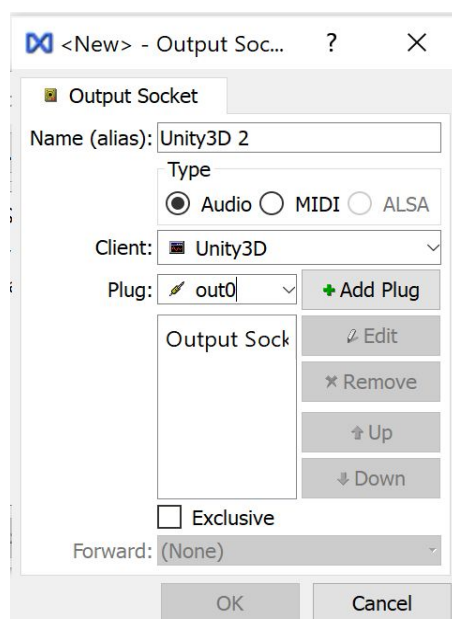 <New> - Output Soc... ? ×
Output Socket
Name (alias): Unity3D 2
Type
Audio MIDI ALSA
Client: Unity3D
Plug: out0 Add Plug
Output Sock Edit
Remove
Up
Down
Exclusive
Forward: (None)
OK Cancel